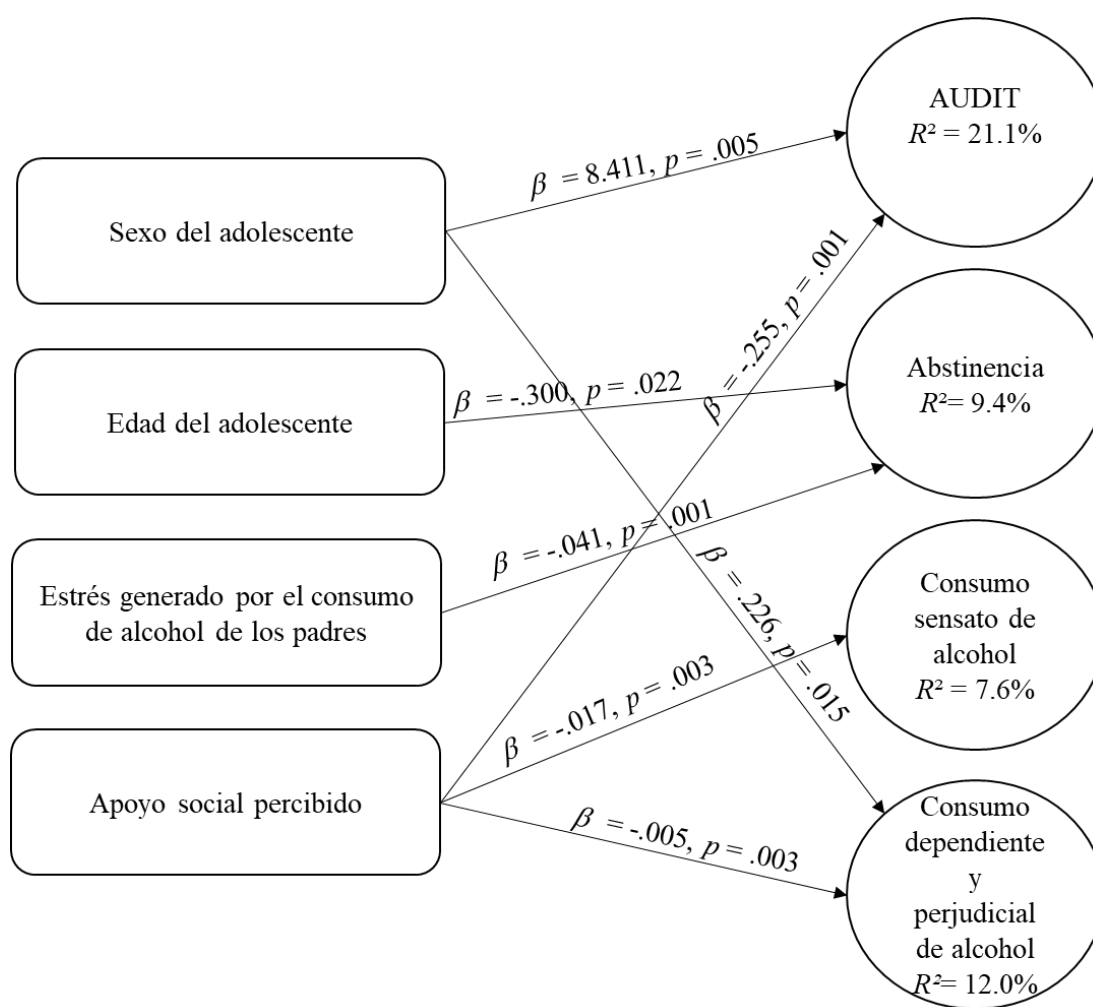 Sexo del adolescente
Edad del adolescente
Estrés generado por el consumo
de alcohol de los padres
Apoyo social percibido
β = 8.411, p = .005
β = -.255, p = .001
β = -.300, p = .022
β = -.041, p = .001
β = .226, p = .015
β = -.017, p = .003
β = -.005, p = .003
AUDIT
R² = 21.1%
Abstinencia
R²= 9.4%
Consumo
sensato de
alcohol
R² = 7.6%
Consumo
dependiente
y
perjudicial
de alcohol
R²= 12.0%